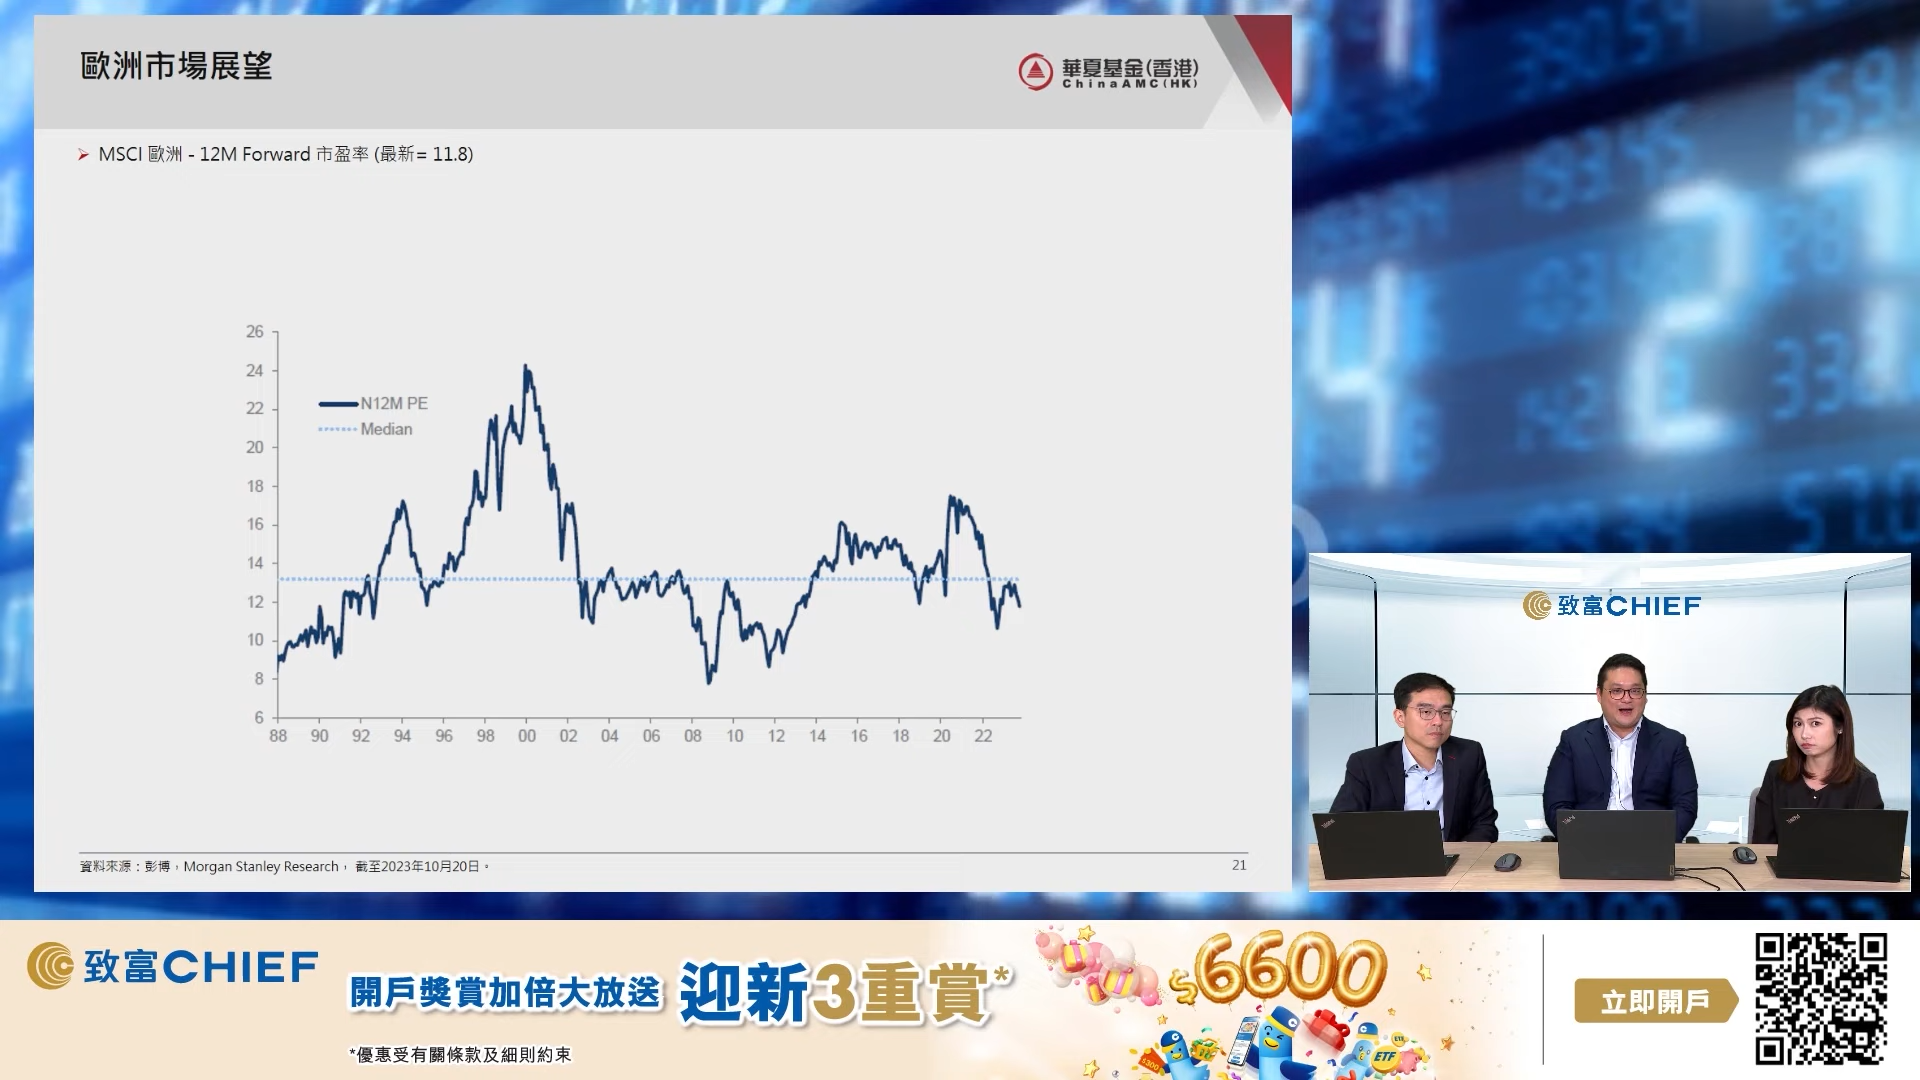 歐洲市場展望
華夏基金(香港)
ChinaAMC(HK)
MSCI 歐洲 - 12M Forward 市盈率 (最新= 11.8)
26
24
22
20
18
16
14
12
10
8
6
N12M PE
Median
88 90 92 94 96 98 00 02 04 06 08 10 12 14 16 18 20 22
資料來源：彭博，Morgan Stanley Research， 截至2023年10月20日。
21
致富CHIEF
致富CHIEF
開戶獎賞加倍大放送 迎新3重賞*
*優惠受有關條款及細則約束
$6600
ETF
立即開戶